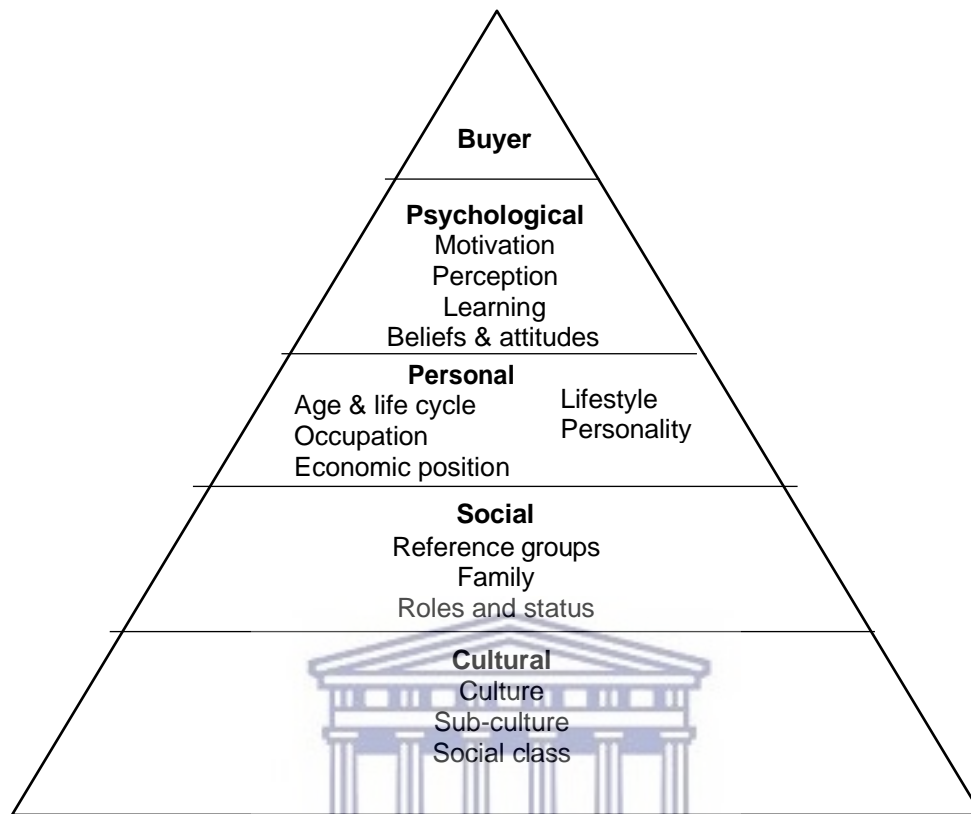 Buyer
Psychological
Motivation
Perception
Learning
Beliefs & attitudes
Personal
Age & life cycle
Occupation
Economic position
Lifestyle
Personality
Social
Reference groups
Family
Roles and status
Cultural
Culture
Sub-culture
Social class